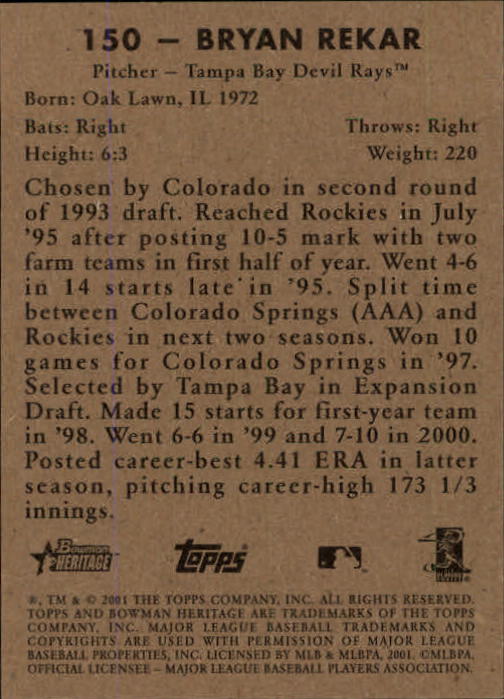 150 – BRYAN REKAR
Pitcher – Tampa Bay Devil Rays™
Born: Oak Lawn, IL 1972
Bats: Right Throws: Right
Height: 6:3 Weight: 220
Chosen by Colorado in second round
of 1993 draft. Reached Rockies in July
'95 after posting 10-5 mark with two
farm teams in first half of year. Went 4-6
in 14 starts late in '95. Split time
between Colorado Springs (AAA) and
Rockies in next two seasons. Won 10
games for Colorado Springs in '97.
Selected by Tampa Bay in Expansion
Draft. Made 15 starts for first-year team
in '98. Went 6-6 in '99 and 7-10 in 2000.
Posted career-best 4.41 ERA in latter
season, pitching career-high 173 1/3
innings.
Bowman
HERITAGE
TOPPS
®, TM & © 2001 THE TOPPS COMPANY, INC. ALL RIGHTS RESERVED.
TOPPS AND BOWMAN HERITAGE ARE TRADEMARKS OF THE TOPPS
COMPANY, INC. MAJOR LEAGUE BASEBALL TRADEMARKS AND
COPYRIGHTS ARE USED WITH PERMISSION OF MAJOR LEAGUE
BASEBALL PROPERTIES, INC. LICENSED BY MLB & MLBPA, 2001. ©MLBPA,
OFFICIAL LICENSEE – MAJOR LEAGUE BASEBALL PLAYERS ASSOCIATION.